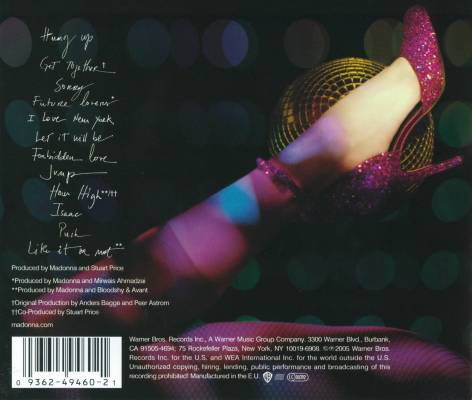 Hung up
Get Together†
Sorry
Future lovers*
I Love New York
Let it will be
Forbidden love
Jump
How High**/††
Isaac
Push
Like it or not**
Produced by Madonna and Stuart Price
*Produced by Madonna and Mirwais Ahmadzai
**Produced by Madonna and Bloodshy & Avant
†Original Production by Anders Bagge and Peer Astrom
††Co-Produced by Stuart Price
madonna.com
Warner Bros. Records Inc., A Warner Music Group Company. 3300 Warner Blvd., Burbank,
CA 91505-4694; 75 Rockefeller Plaza, New York, NY 10019-6908. ©℗2005 Warner Bros.
Records Inc. for the U.S. and WEA International Inc. for the world outside the U.S.
Unauthorized copying, hiring, lending, public performance and broadcasting of this
recording prohibited! Manufactured in the E.U.
0 9362-49460-2 1